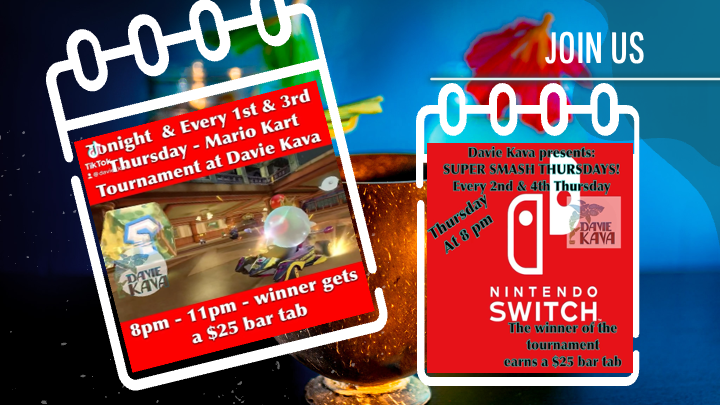 JOIN US
Tonight & Every 1st & 3rd
Thursday - Mario Kart
Tournament at Davie Kava
TikTok
S
DAVIE
KAVA
8pm - 11pm - winner gets
a $25 bar tab
Davie Kava presents:
SUPER SMASH THURSDAYS!
Every 2nd & 4th Thursday
Thursday
At 8 pm
DAVIE
KAVA
NINTENDO
SWITCH
The winner of the
tournament
earns a $25 bar tab